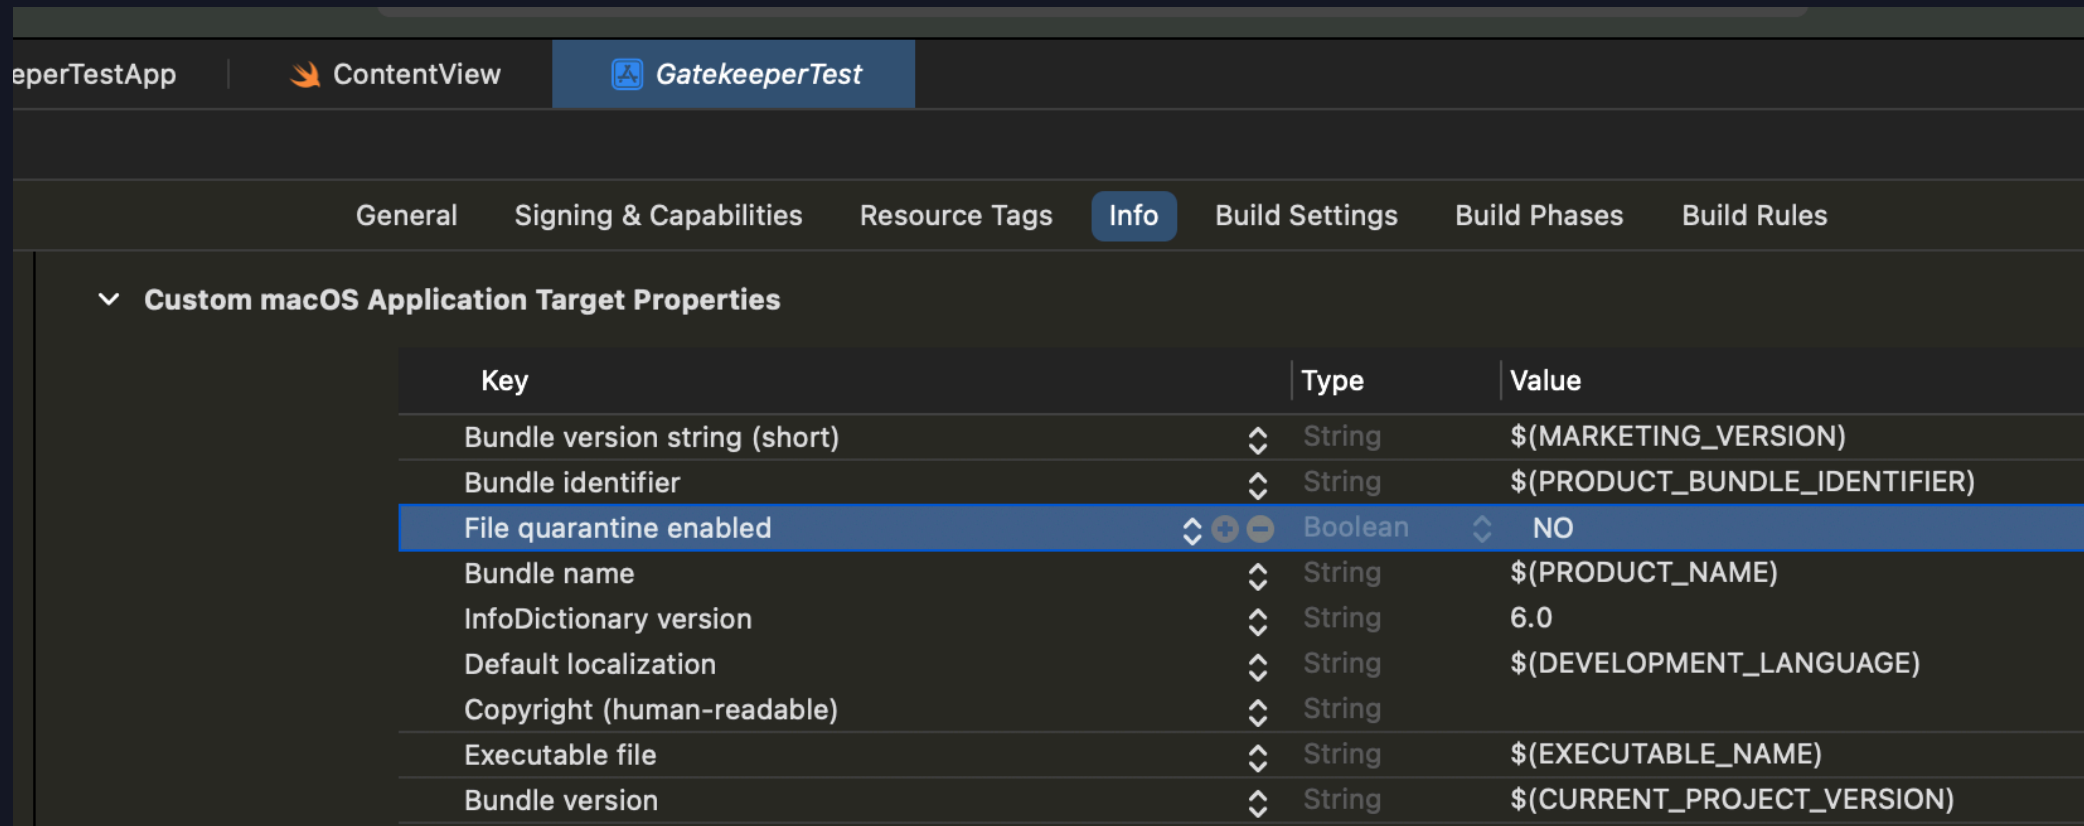 eperTestApp ContentView GatekeeperTest
General Signing & Capabilities Resource Tags Info Build Settings Build Phases Build Rules
Custom macOS Application Target Properties
Key Type Value
Bundle version string (short) String $(MARKETING_VERSION)
Bundle identifier String $(PRODUCT_BUNDLE_IDENTIFIER)
File quarantine enabled Boolean NO
Bundle name String $(PRODUCT_NAME)
InfoDictionary version String 6.0
Default localization String $(DEVELOPMENT_LANGUAGE)
Copyright (human-readable) String
Executable file String $(EXECUTABLE_NAME)
Bundle version String $(CURRENT_PROJECT_VERSION)